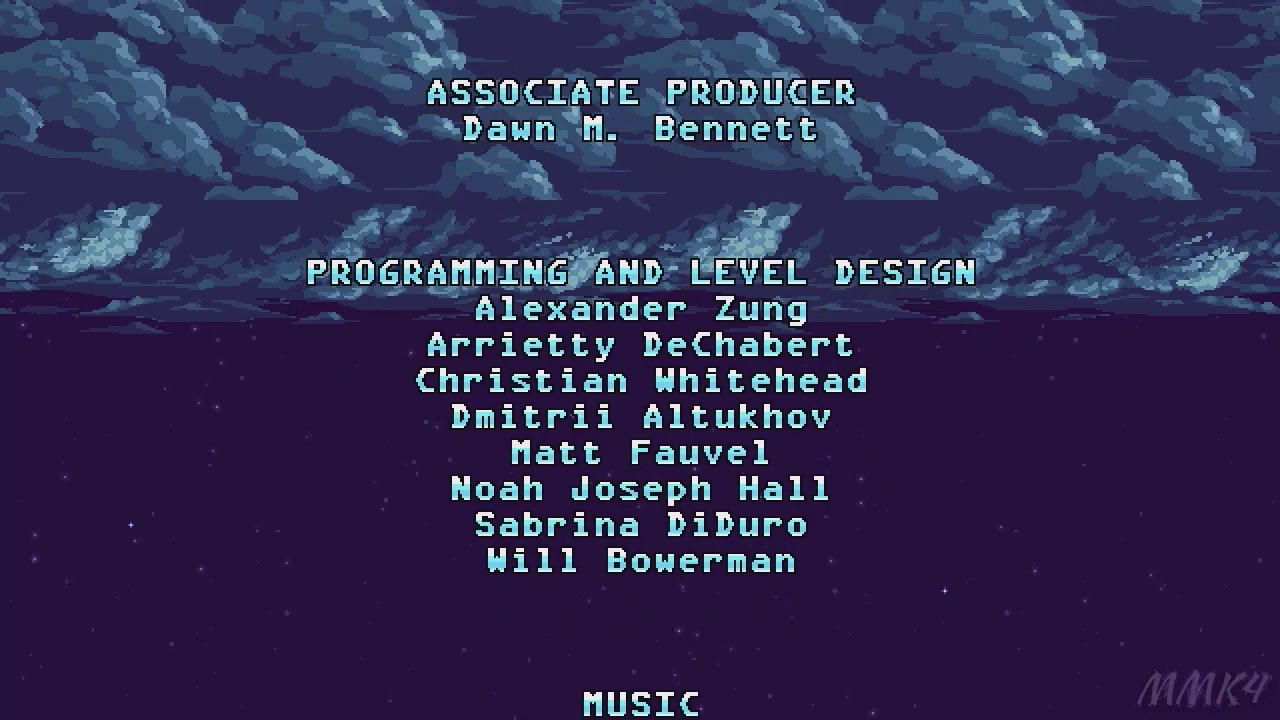 ASSOCIATE PRODUCER
Dawn M. Bennett
PROGRAMMING AND LEVEL DESIGN
Alexander Zung
Arrietty DeChabert
Christian Whitehead
Dmitrii Altukhov
Matt Fauvel
Noah Joseph Hall
Sabrina DiDuro
Will Bowerman
MUSIC
MMK4